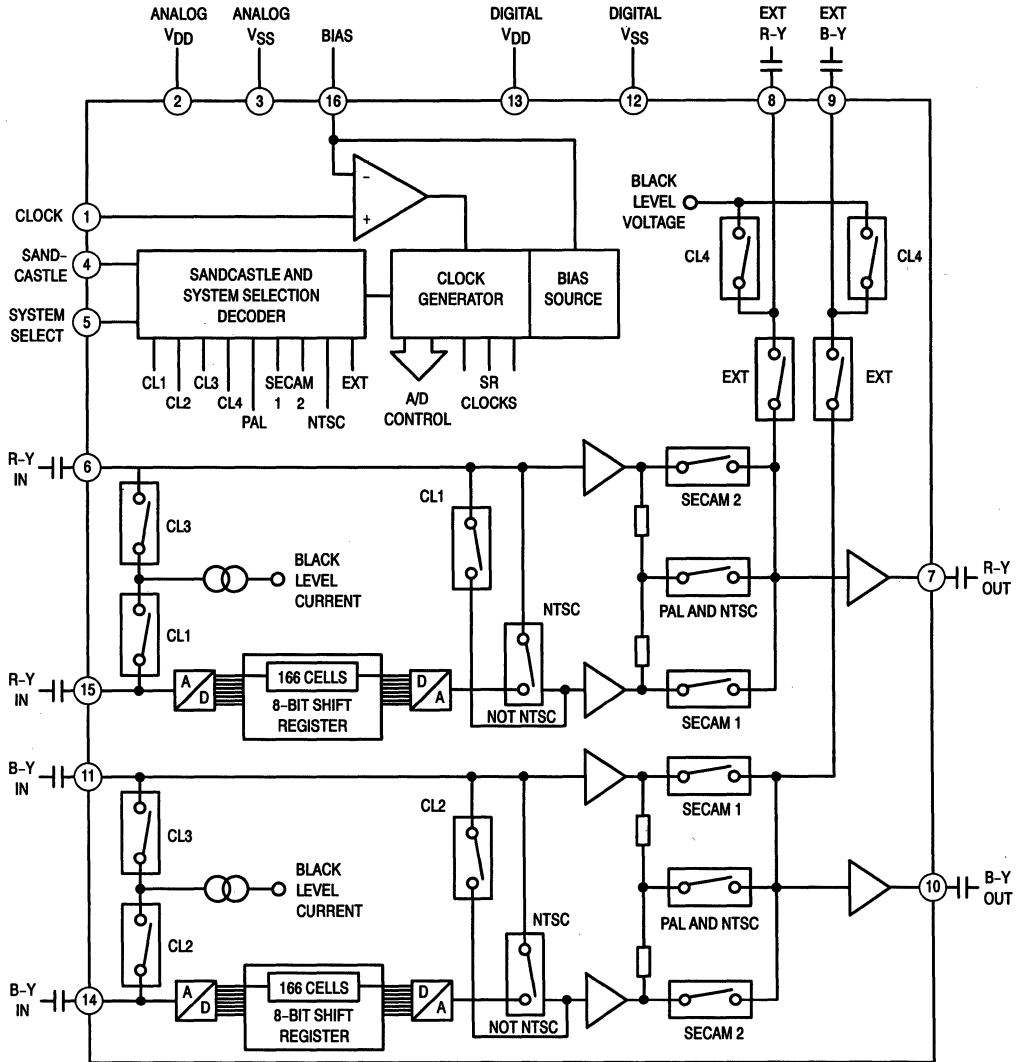 ANALOG
VDD
ANALOG
VSS
BIAS
DIGITAL
VDD
DIGITAL
VSS
EXT
R–Y
EXT
B–Y
2
3
16
13
12
8
9
CLOCK
1
–
+
BLACK
LEVEL
VOLTAGE
CL4
CL4
SAND-
CASTLE
4
SYSTEM
SELECT
5
SANDCASTLE AND
SYSTEM SELECTION
DECODER
CLOCK
GENERATOR
BIAS
SOURCE
CL1
CL2
CL3
CL4
PAL
SECAM
1
2
NTSC
EXT
A/D
CONTROL
SR
CLOCKS
EXT
EXT
R–Y
IN
6
CL3
CL1
SECAM 2
BLACK
LEVEL
CURRENT
NTSC
PAL AND NTSC
7
R–Y
OUT
CL1
R–Y
IN
15
A
D
166 CELLS
8–BIT SHIFT
REGISTER
D
A
NOT NTSC
SECAM 1
B–Y
IN
11
CL3
CL2
SECAM 1
BLACK
LEVEL
CURRENT
NTSC
PAL AND NTSC
10
B–Y
OUT
CL2
B–Y
IN
14
A
D
166 CELLS
8–BIT SHIFT
REGISTER
D
A
NOT NTSC
SECAM 2